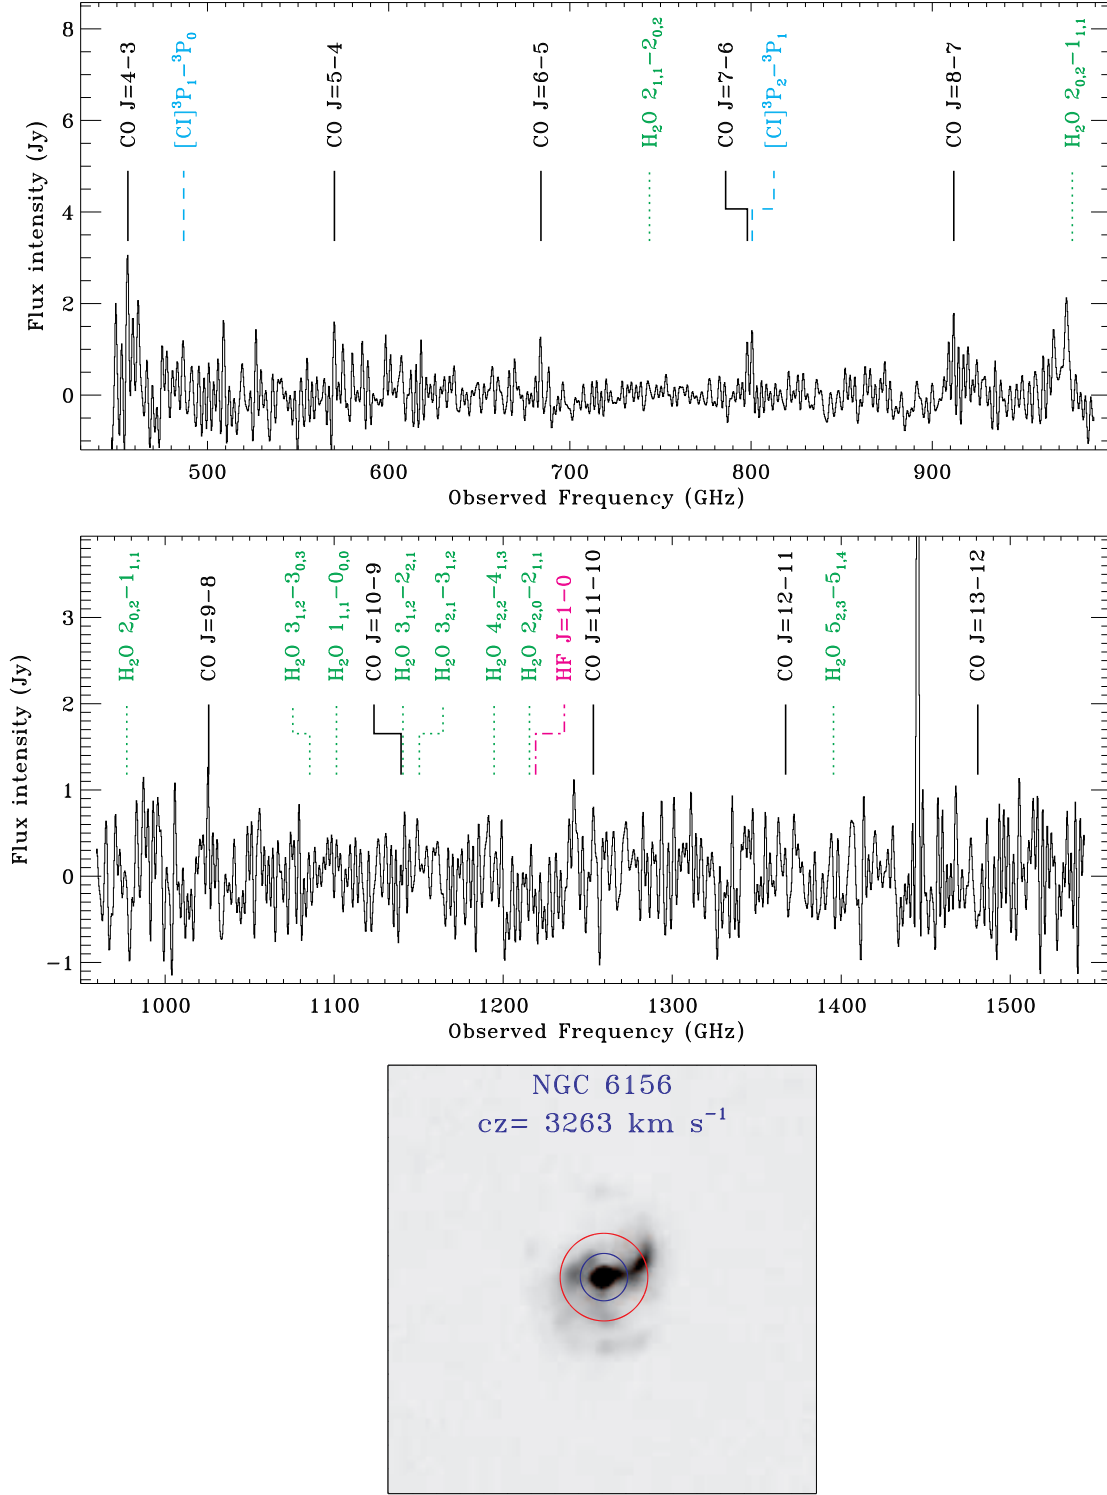 CO J=4−3
[CI]³P₁−³P₀
CO J=5−4
CO J=6−5
H₂O 2₁,₁−2₀,₂
CO J=7−6
[CI]³P₂−³P₁
CO J=8−7
H₂O 2₀,₂−1₁,₁
Flux intensity (Jy)
8
6
4
2
0
500 600 700 800 900
Observed Frequency (GHz)
H₂O 2₀,₂−1₁,₁
CO J=9−8
H₂O 3₁,₂−3₀,₃
H₂O 1₁,₁−0₀,₀
CO J=10−9
H₂O 3₁,₂−2₂,₁
H₂O 3₂,₁−3₁,₂
H₂O 4₂,₂−4₁,₃
H₂O 2₂,₀−2₁,₁
HF J=1−0
CO J=11−10
CO J=12−11
H₂O 5₂,₃−5₁,₄
CO J=13−12
Flux intensity (Jy)
3
2
1
0
−1
1000 1100 1200 1300 1400 1500
Observed Frequency (GHz)
NGC 6156
cz= 3263 km s⁻¹